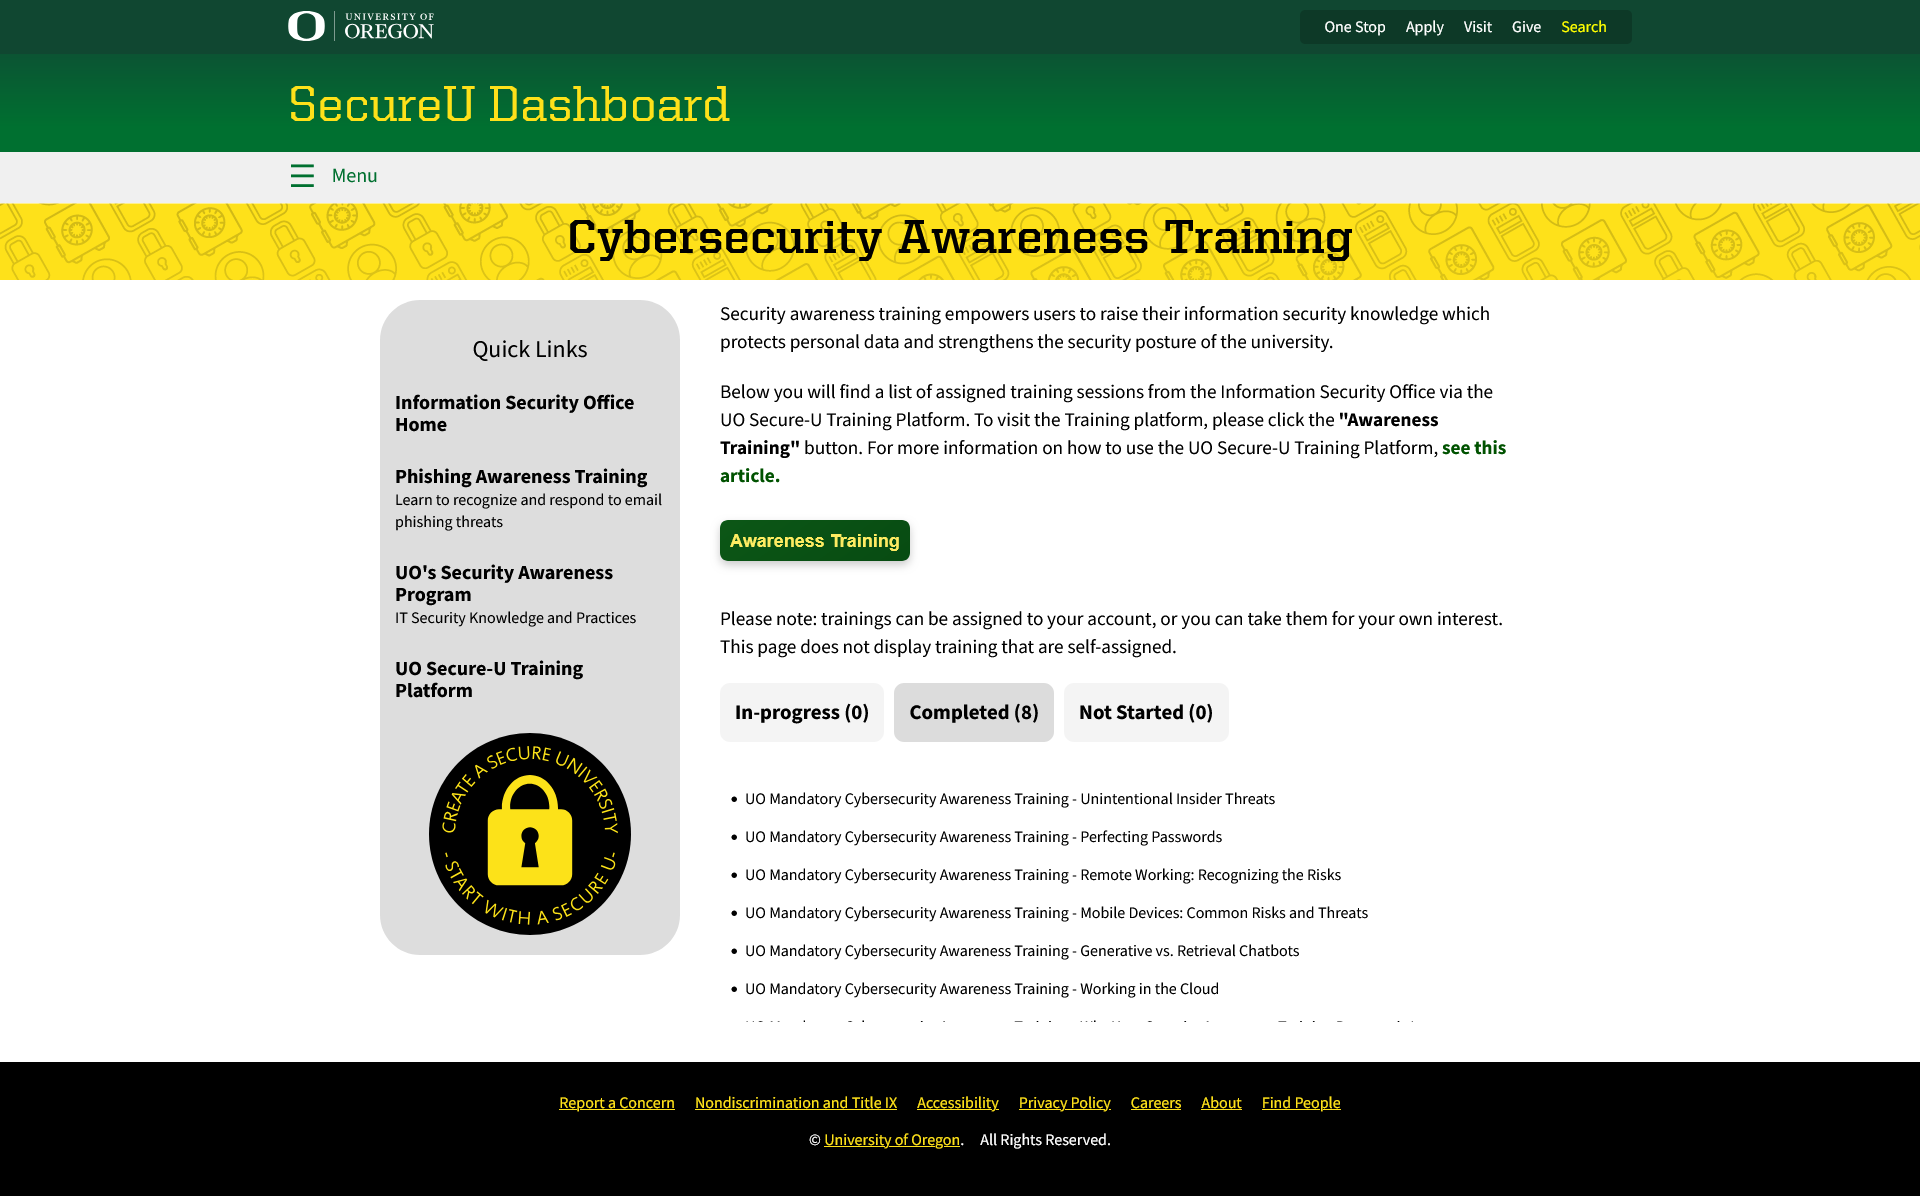 UNIVERSITY OF
OREGON
One Stop Apply Visit Give Search
SecureU Dashboard
Menu
Cybersecurity Awareness Training
Quick Links
Information Security Office
Home
Phishing Awareness Training
Learn to recognize and respond to email
phishing threats
UO's Security Awareness
Program
IT Security Knowledge and Practices
UO Secure-U Training
Platform
CREATE A SECURE UNIVERSITY
- START WITH A SECURE U-
Security awareness training empowers users to raise their information security knowledge which
protects personal data and strengthens the security posture of the university.
Below you will find a list of assigned training sessions from the Information Security Office via the
UO Secure-U Training Platform. To visit the Training platform, please click the "Awareness
Training" button. For more information on how to use the UO Secure-U Training Platform, see this
article.
Awareness Training
Please note: trainings can be assigned to your account, or you can take them for your own interest.
This page does not display training that are self-assigned.
In-progress (0) Completed (8) Not Started (0)
• UO Mandatory Cybersecurity Awareness Training - Unintentional Insider Threats
• UO Mandatory Cybersecurity Awareness Training - Perfecting Passwords
• UO Mandatory Cybersecurity Awareness Training - Remote Working: Recognizing the Risks
• UO Mandatory Cybersecurity Awareness Training - Mobile Devices: Common Risks and Threats
• UO Mandatory Cybersecurity Awareness Training - Generative vs. Retrieval Chatbots
• UO Mandatory Cybersecurity Awareness Training - Working in the Cloud
Report a Concern Nondiscrimination and Title IX Accessibility Privacy Policy Careers About Find People
© University of Oregon. All Rights Reserved.